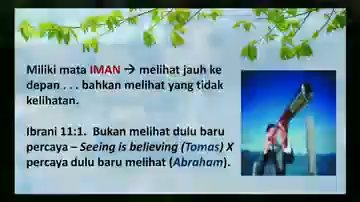 Miliki mata IMAN → melihat jauh ke
depan . . . bahkan melihat yang tidak
kelihatan.
Ibrani 11:1. Bukan melihat dulu baru
percaya – Seeing is believing (Tomas) X
percaya dulu baru melihat (Abraham).